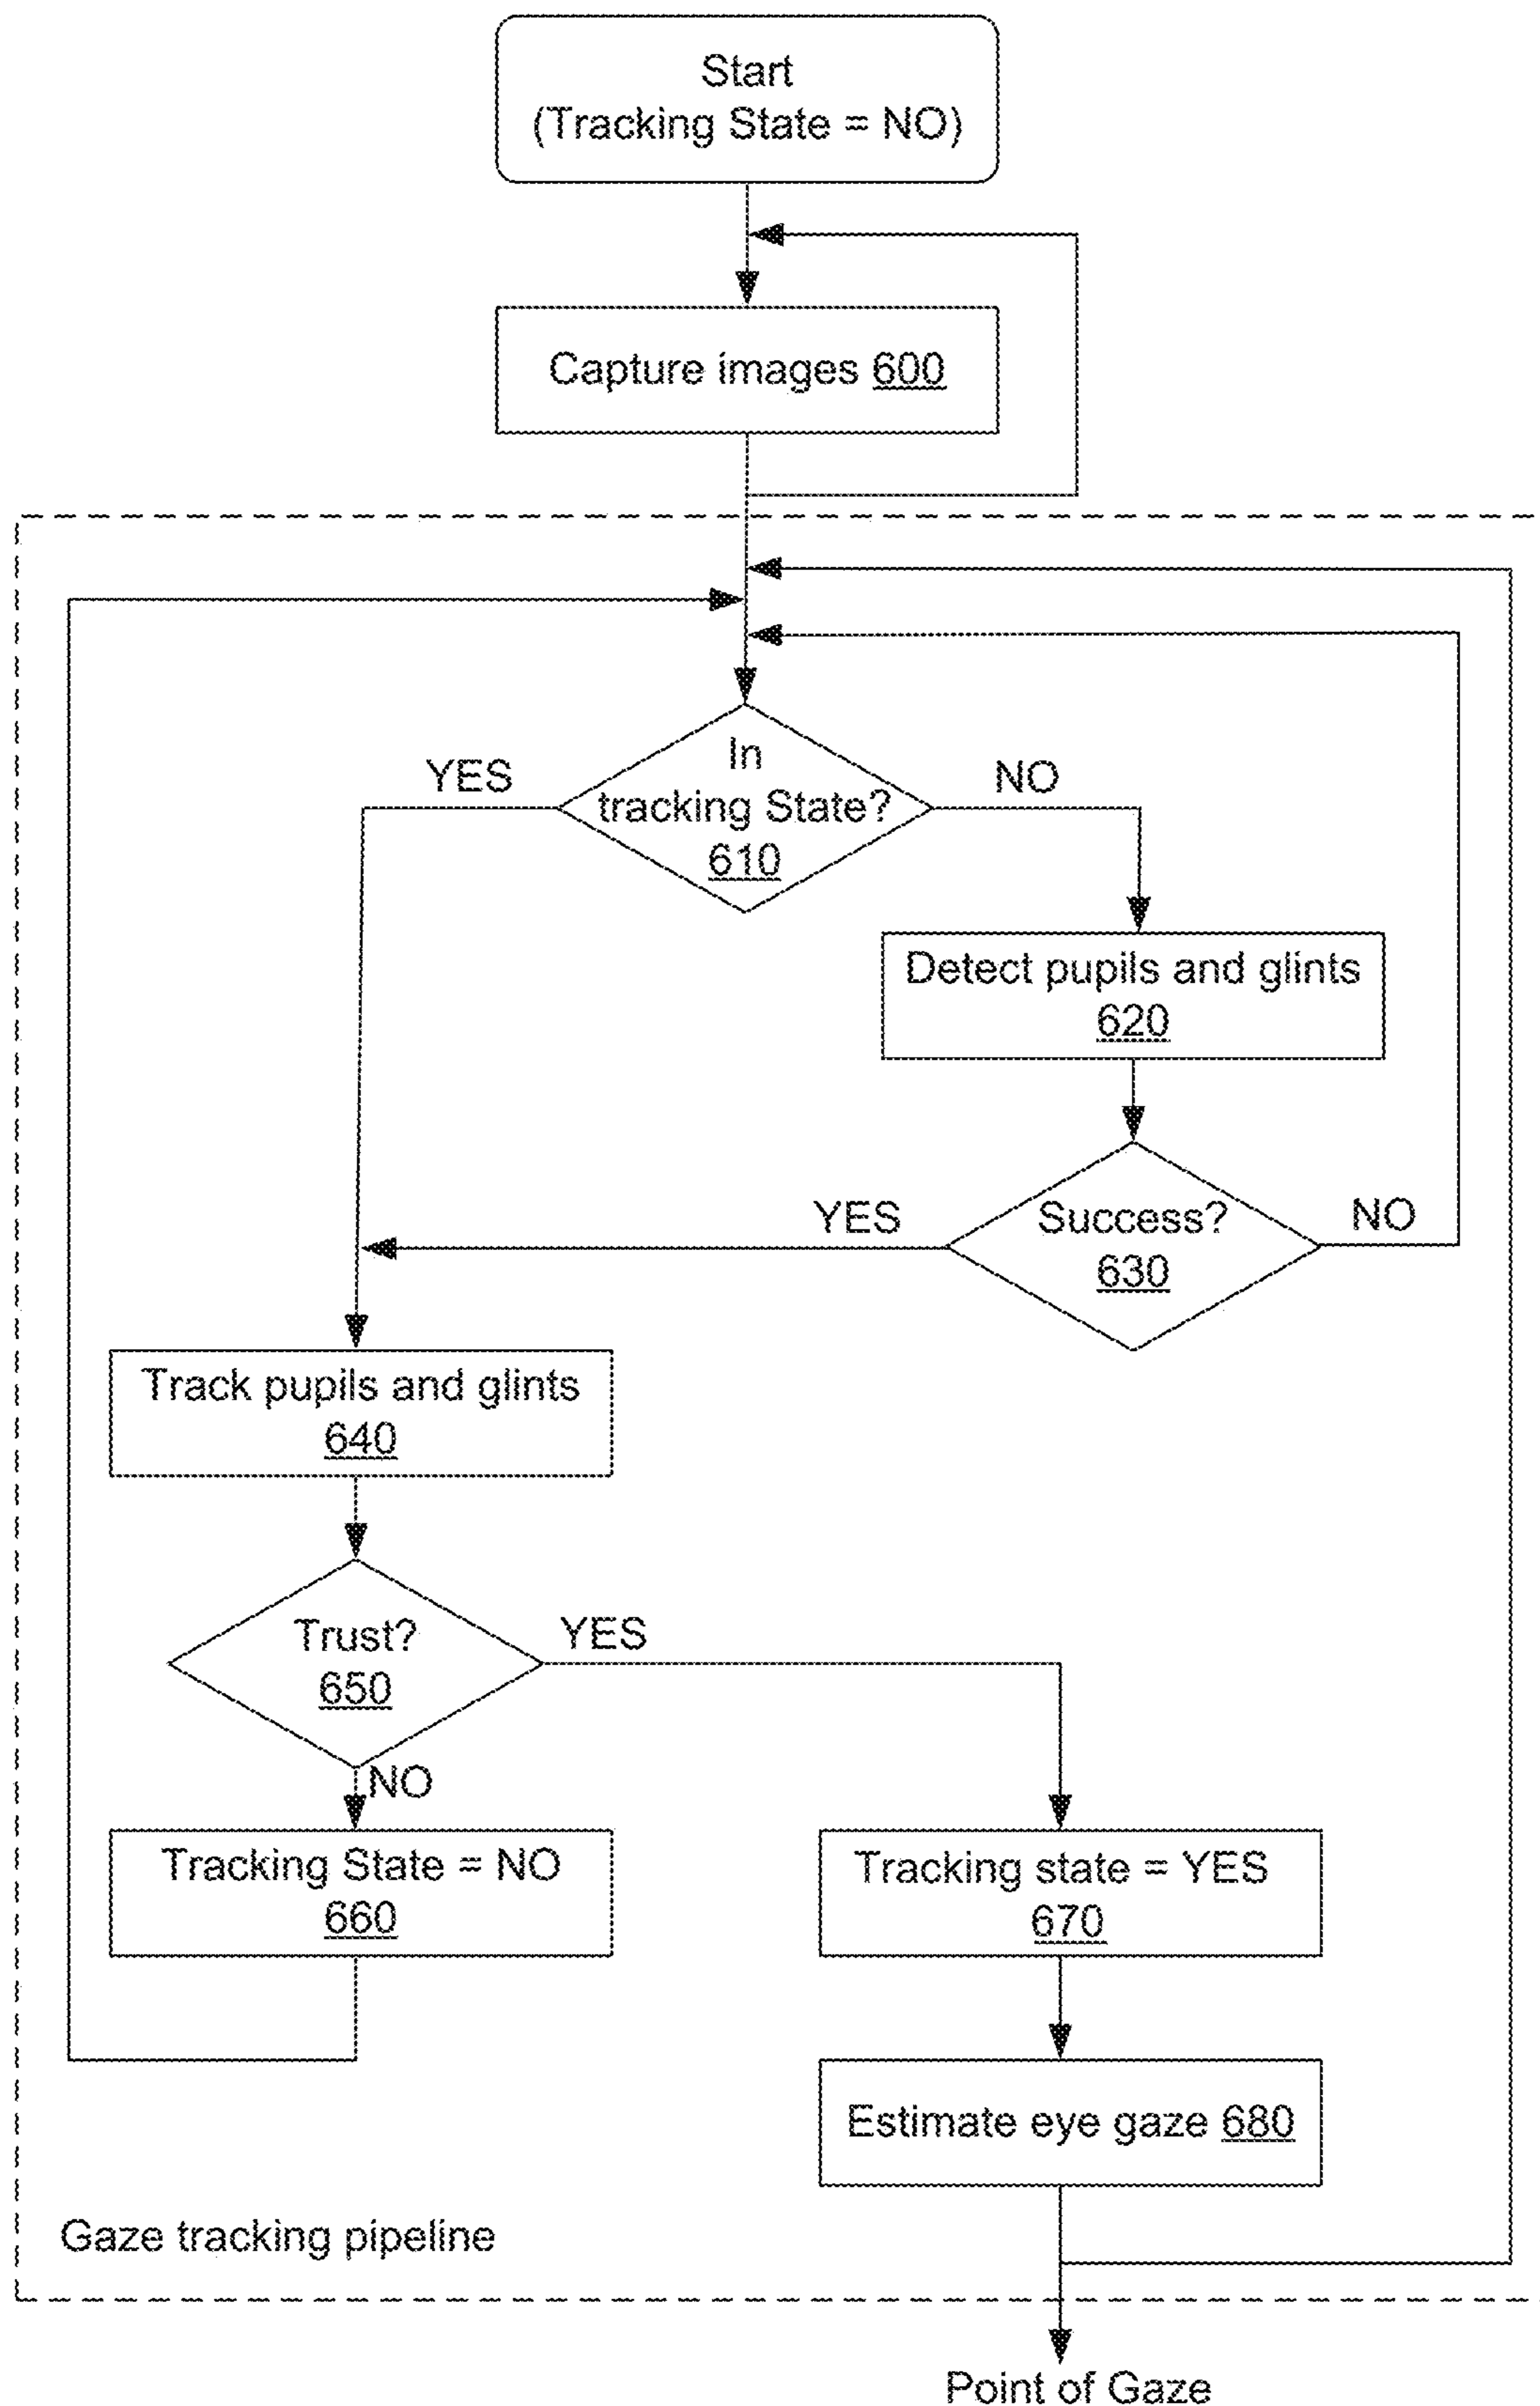 Start
(Tracking State = NO)
Capture images 600
In
tracking State?
610
YES
NO
Detect pupils and glints
620
Success?
630
YES
NO
Track pupils and glints
640
Trust?
650
YES
NO
Tracking State = NO
660
Tracking state = YES
670
Estimate eye gaze 680
Gaze tracking pipeline
Point of Gaze